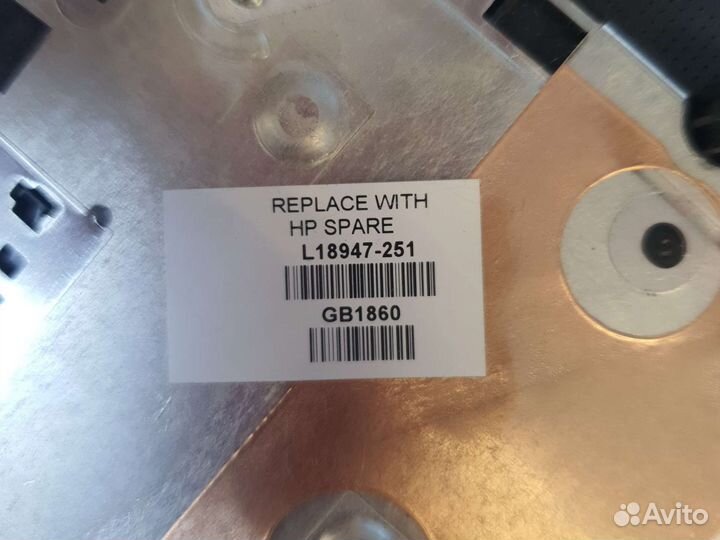 REPLACE WITH
HP SPARE
L18947-251
GB1860
Avito